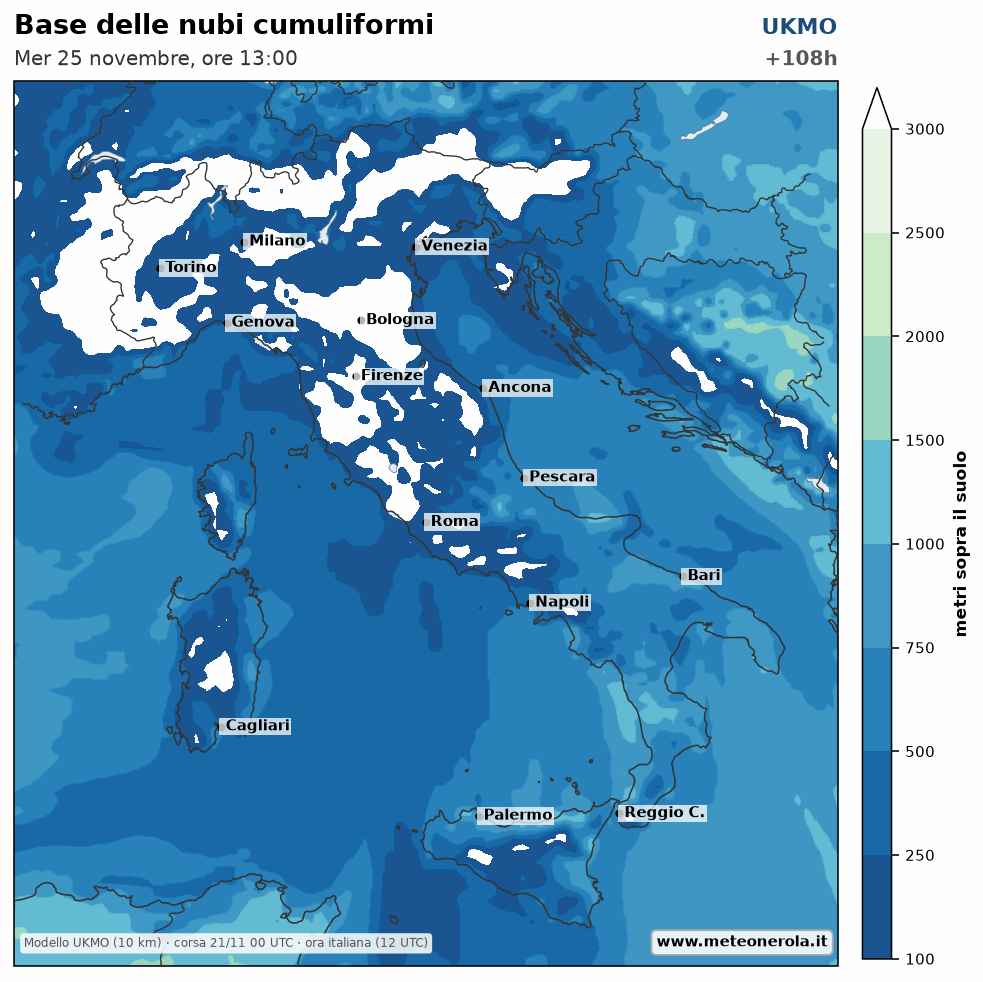 Base delle nubi cumuliformi
UKMO
Mer 25 novembre, ore 13:00
+108h
3000
2500
2000
1500
1000
750
500
250
100
metri sopra il suolo
Milano
Venezia
Torino
Genova
Bologna
Firenze
Ancona
Pescara
Roma
Bari
Napoli
Cagliari
Palermo
Reggio C.
Modello UKMO (10 km) · corsa 21/11 00 UTC · ora italiana (12 UTC)
www.meteonerola.it